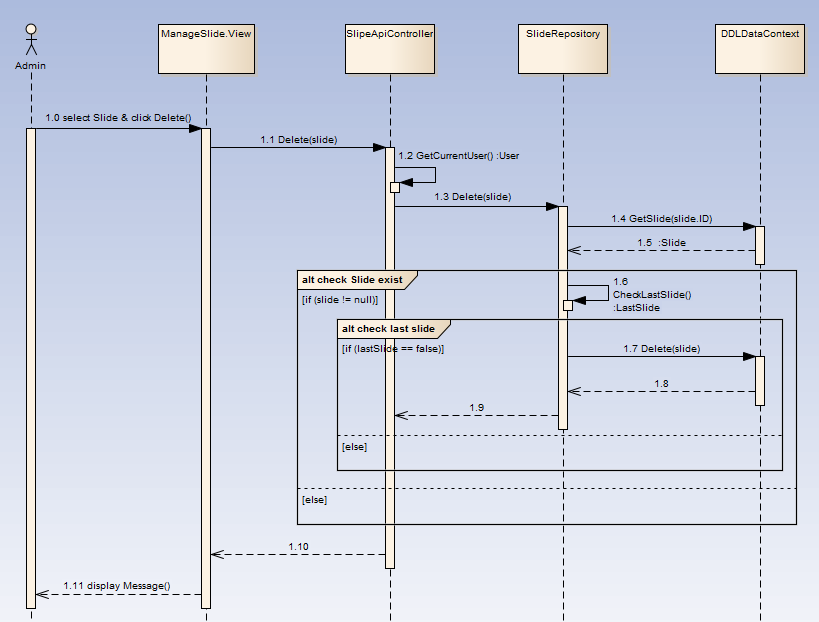 ManageSlide.View
SlipeApiController
SlideRepository
DDLDataContext
Admin
1.0 select Slide & click Delete()
1.1 Delete(slide)
1.2 GetCurrentUser() :User
1.3 Delete(slide)
1.4 GetSlide(slide.ID)
1.5 :Slide
alt check Slide exist
[if (slide != null)]
1.6
CheckLastSlide()
:LastSlide
alt check last slide
[if (lastSlide == false)]
1.7 Delete(slide)
1.8
1.9
[else]
[else]
1.10
1.11 display Message()